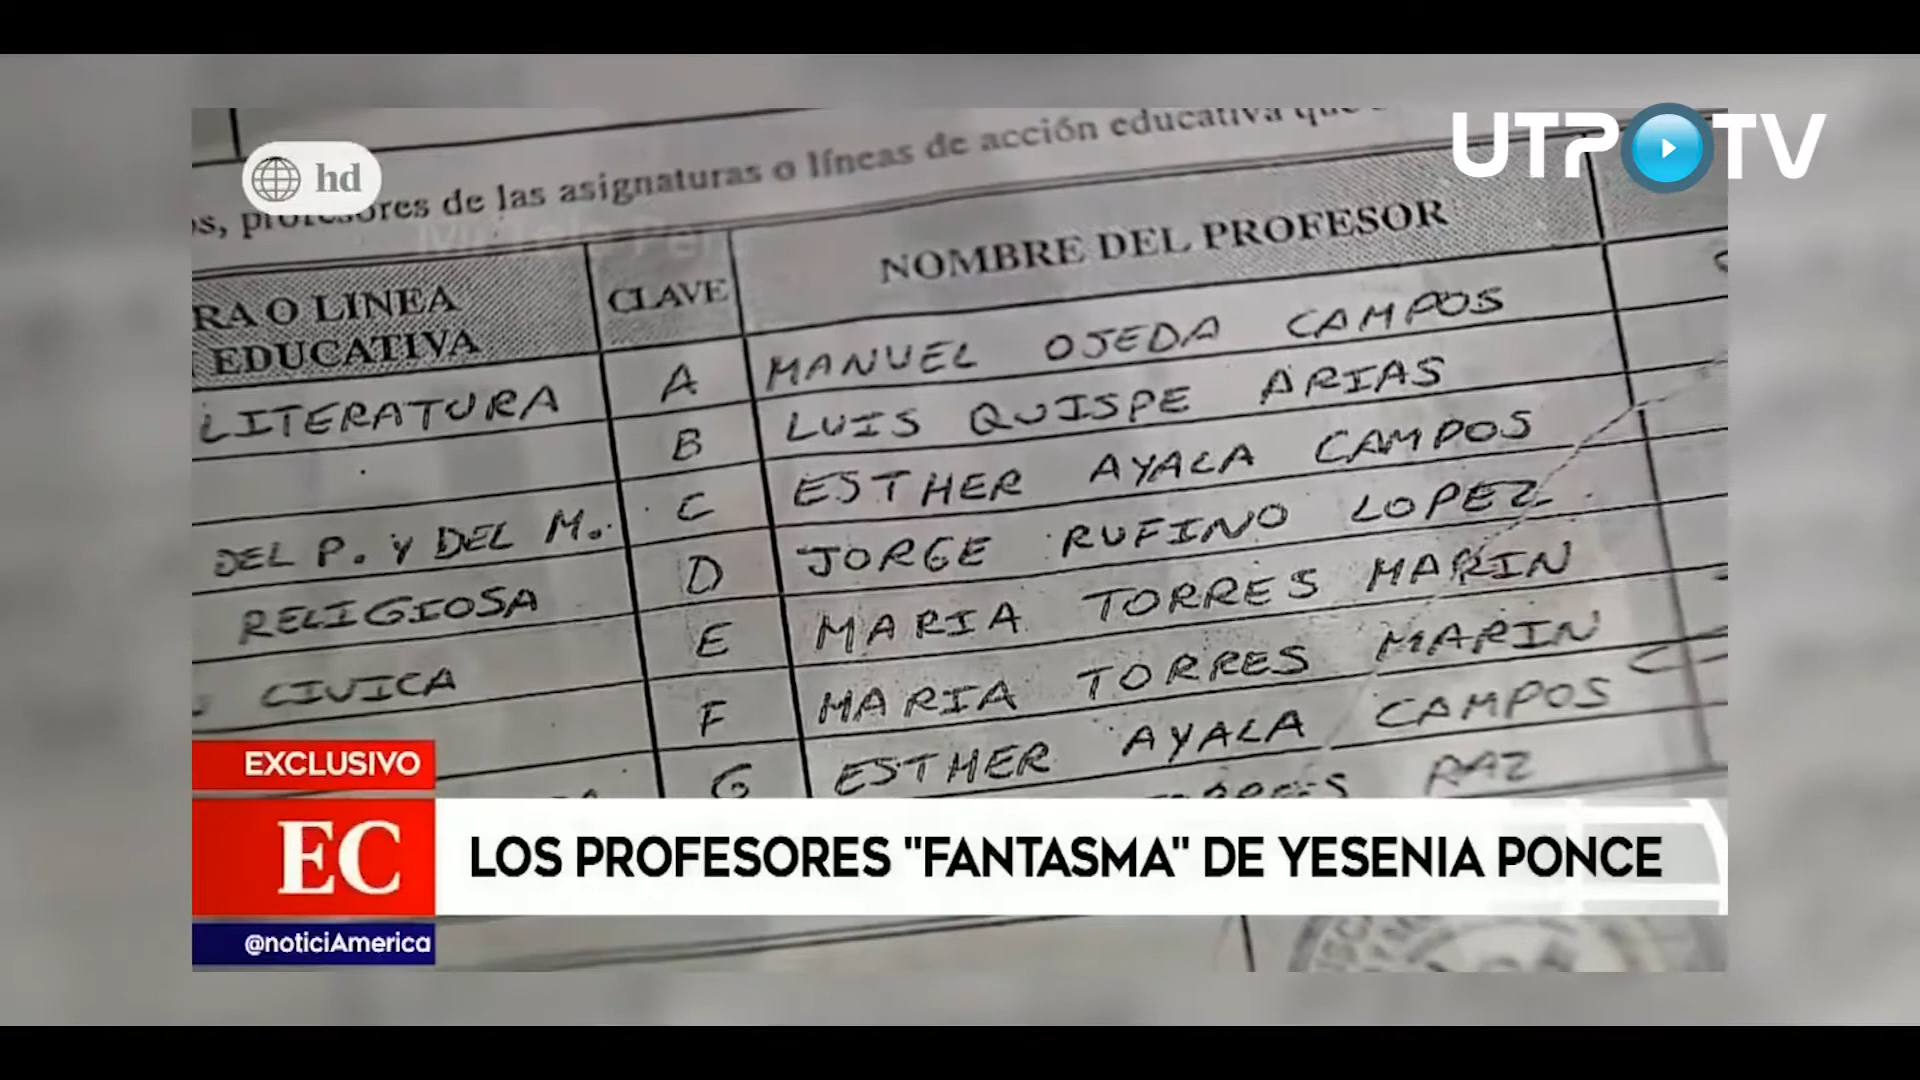 UTP TV
hd
profesores de las asignaturas o líneas de acción educativa que
RA O LINEA
EDUCATIVA
CLAVE
NOMBRE DEL PROFESOR
LITERATURA A MANUEL OJEDA CAMPOS
B LUIS QUISPE ARIAS
DEL P. Y DEL M. C ESTHER AYALA CAMPOS
RELIGIOSA D JORGE RUFINO LOPEZ
CIVICA E MARIA TORRES MARIN
F MARIA TORRES MARIN
G ESTHER AYALA CAMPOS
EXCLUSIVO
EC LOS PROFESORES "FANTASMA" DE YESENIA PONCE
@noticiAmerica